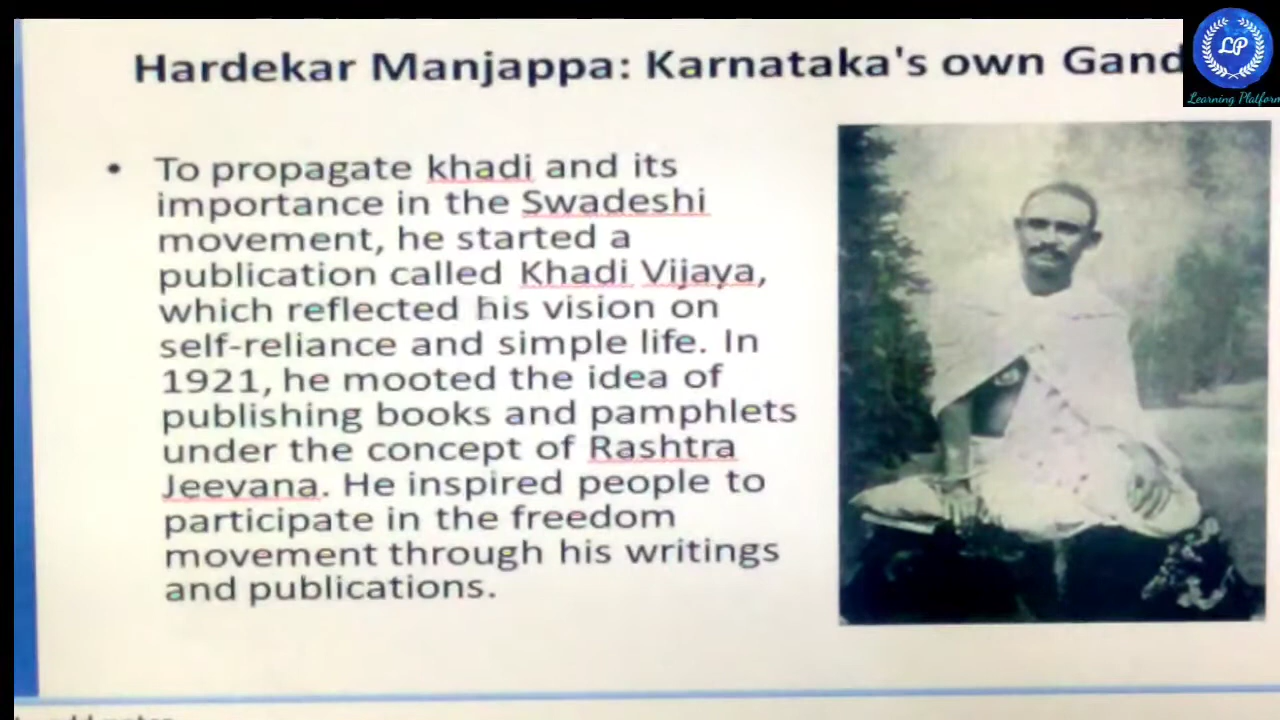 Hardekar Manjappa: Karnataka's own Gand
LP
Learning Platform
• To propagate khadi and its
importance in the Swadeshi
movement, he started a
publication called Khadi Vijaya,
which reflected his vision on
self-reliance and simple life. In
1921, he mooted the idea of
publishing books and pamphlets
under the concept of Rashtra
Jeevana. He inspired people to
participate in the freedom
movement through his writings
and publications.